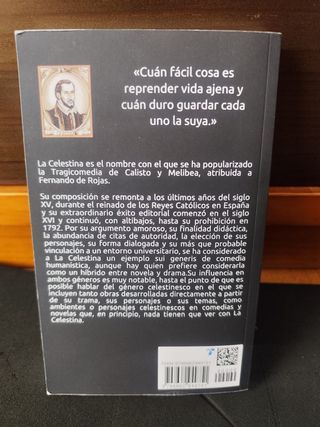 «Cuán fácil cosa es
reprender vida ajena y
cuán duro guardar cada
uno la suya.»
La Celestina es el nombre con el que se ha popularizado
la Tragicomedia de Calisto y Melibea, atribuida a
Fernando de Rojas.
Su composición se remonta a los últimos años del siglo
XV, durante el reinado de los Reyes Católicos en España
y su extraordinario éxito editorial comenzó en el siglo
XVI y continuó, con altibajos, hasta su prohibición en
1792. Por su argumento amoroso, su finalidad didáctica,
la abundancia de citas de autoridad, la elección de sus
personajes, su forma dialogada y su más que probable
vinculación a un entorno universitario, se ha considerado
a La Celestina un ejemplo sui generis de comedia
humanística, aunque hay quien prefiere considerarla
como un híbrido entre novela y drama.Su influencia en
ambos géneros es muy notable, hasta el punto de que es
posible hablar del género celestinesco en el que se
incluyen tanto obras desarrolladas directamente a partir
de su trama, sus personajes o sus temas, como
ambientes o personajes celestinescos en comedias y
novelas que, en principio, nada tienen que ver con La
Celestina.